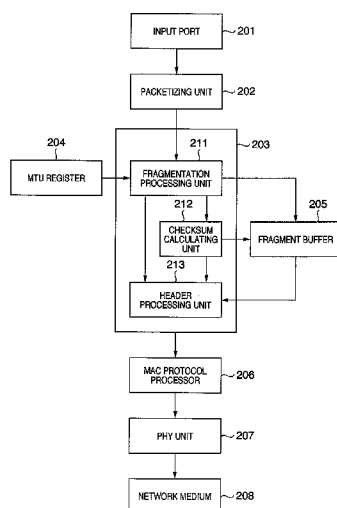 INPUT PORT
201
PACKETIZING UNIT
202
204
MTU REGISTER
211
203
FRAGMENTATION
PROCESSING UNIT
212
CHECKSUM
CALCULATING
UNIT
205
FRAGMENT BUFFER
213
HEADER
PROCESSING UNIT
MAC PROTOCOL
PROCESSOR
206
PHY UNIT
207
NETWORK MEDIUM
208